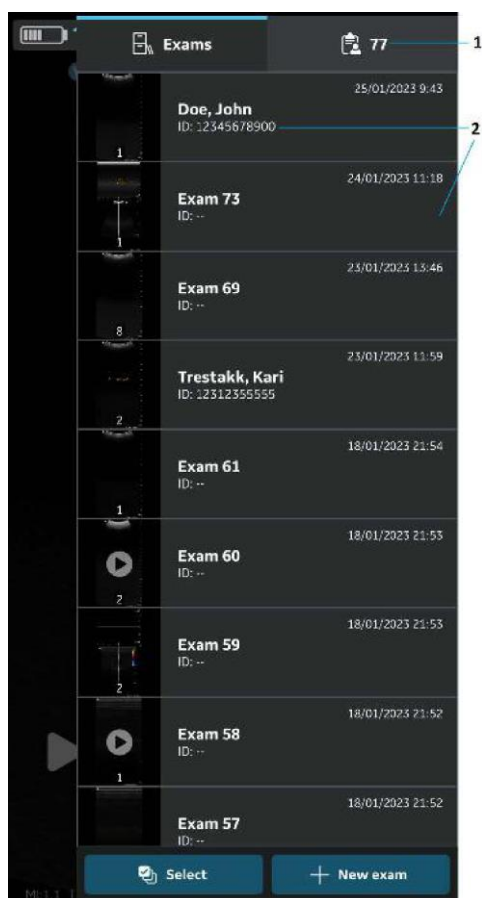 Exams
77
1
25/01/2023 9:43
Doe, John
ID: 12345678900
2
1
24/01/2023 11:18
Exam 73
ID: --
1
23/01/2023 13:46
Exam 69
ID: --
8
23/01/2023 11:59
Trestakk, Kari
ID: 12312355555
2
18/01/2023 21:54
Exam 61
ID: --
1
18/01/2023 21:53
Exam 60
ID: --
2
18/01/2023 21:53
Exam 59
ID: --
2
18/01/2023 21:52
Exam 58
ID: --
1
18/01/2023 21:52
Exam 57
ID: --
Select
New exam
MI:1.1